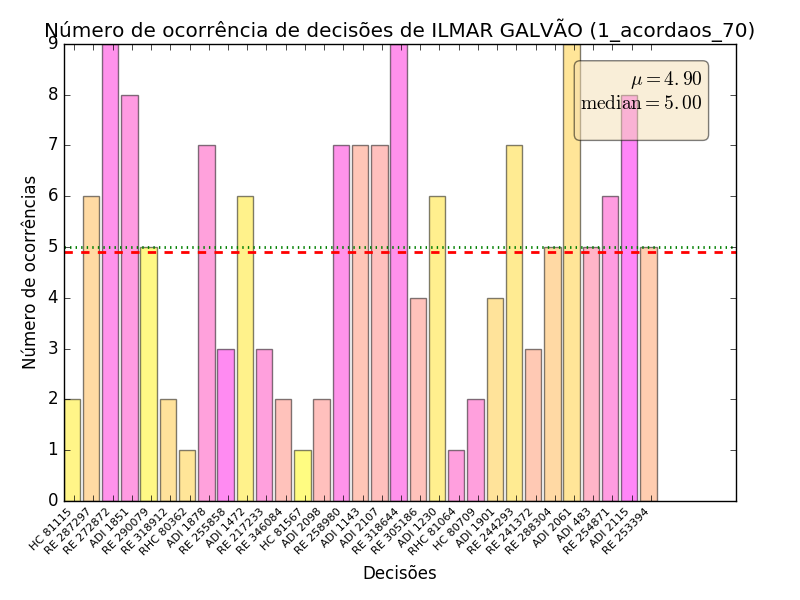 Número de ocorrência de decisões de ILMAR GALVÃO (1_acordaos_70)
μ = 4.90
median = 5.00
Número de ocorrências
9
8
7
6
5
4
3
2
1
0
HC 81115
RE 287297
RE 272872
ADI 1851
RE 290079
RE 318912
RHC 80362
ADI 1878
RE 255858
ADI 1472
RE 217233
RE 346084
HC 81567
ADI 2098
RE 258980
ADI 1143
ADI 2107
RE 318644
RE 305186
ADI 1230
RHC 81064
HC 80709
ADI 1901
RE 244293
RE 241372
RE 288304
ADI 2061
ADI 483
RE 254871
ADI 2115
RE 253394
Decisões